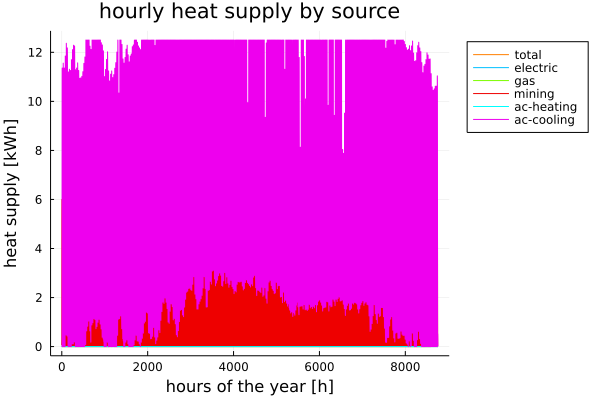 hourly heat supply by source
heat supply [kWh]
12
10
8
6
4
2
0
0 2000 4000 6000 8000
hours of the year [h]
total
electric
gas
mining
ac-heating
ac-cooling